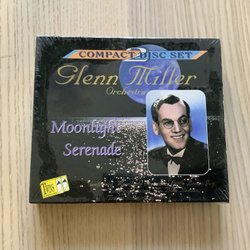 COMPACT DISC SET
Glenn Miller
Orchestra
Moonlight
Serenade